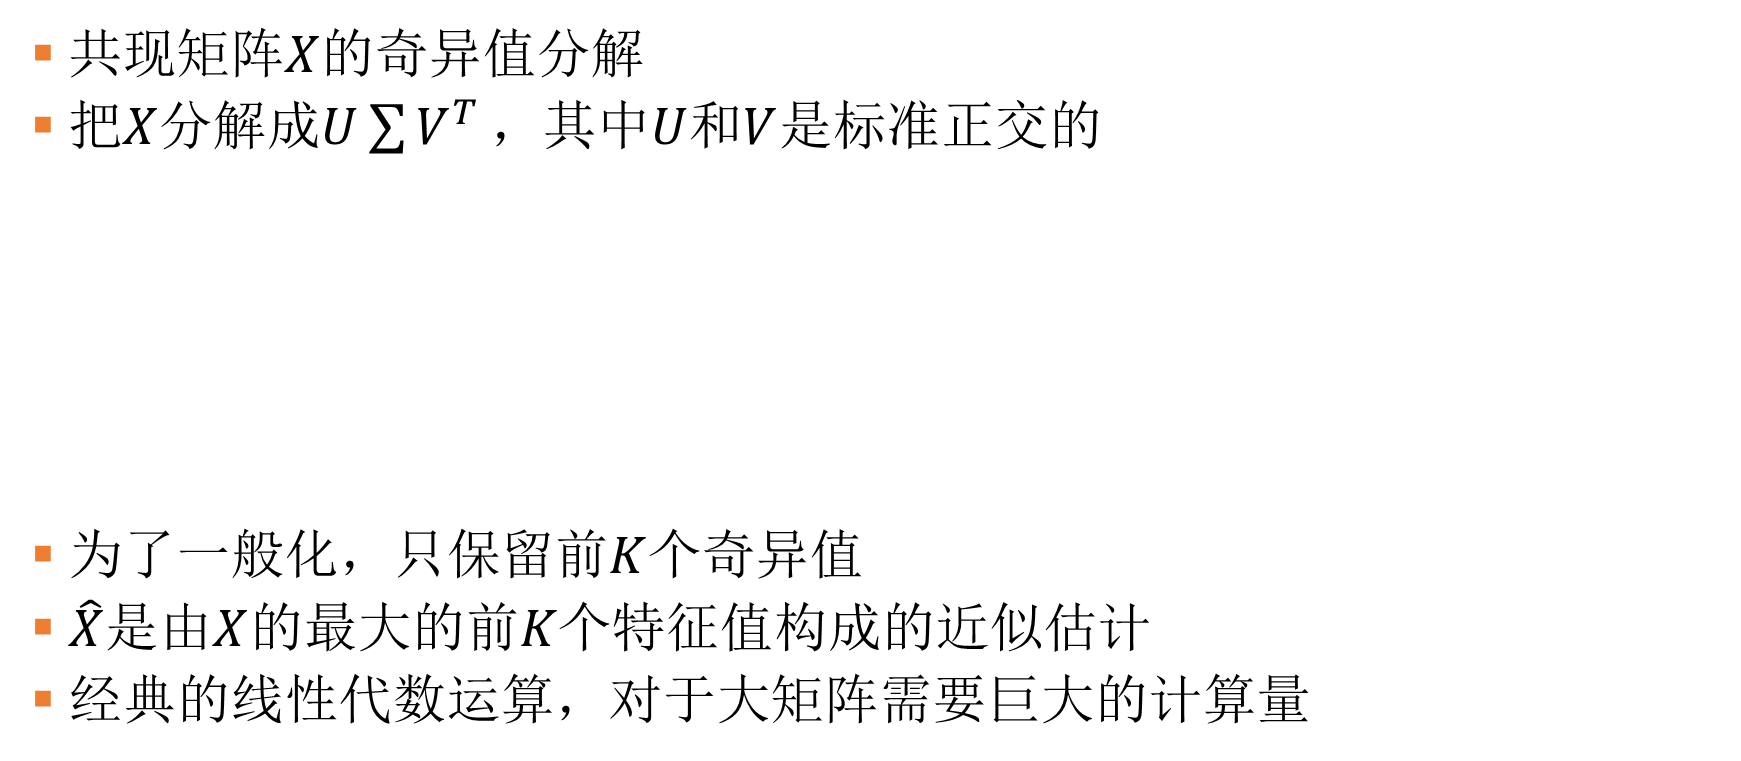 ▪ 共现矩阵X的奇异值分解
▪ 把X分解成U∑Vᵀ，其中U和V是标准正交的
▪ 为了一般化，只保留前K个奇异值
▪ X̂是由X的最大的前K个特征值构成的近似估计
▪ 经典的线性代数运算，对于大矩阵需要巨大的计算量